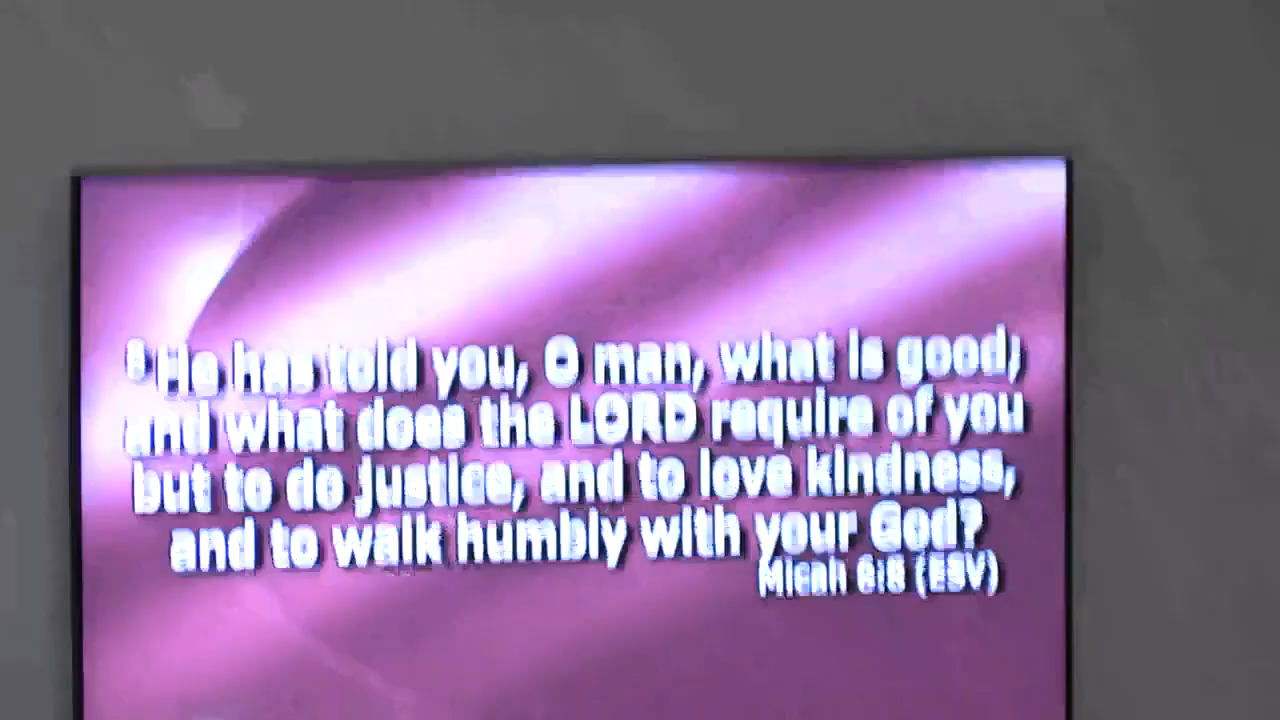 8 He has told you, O man, what is good;
and what does the LORD require of you
but to do justice, and to love kindness,
and to walk humbly with your God?
Micah 6:8 (ESV)